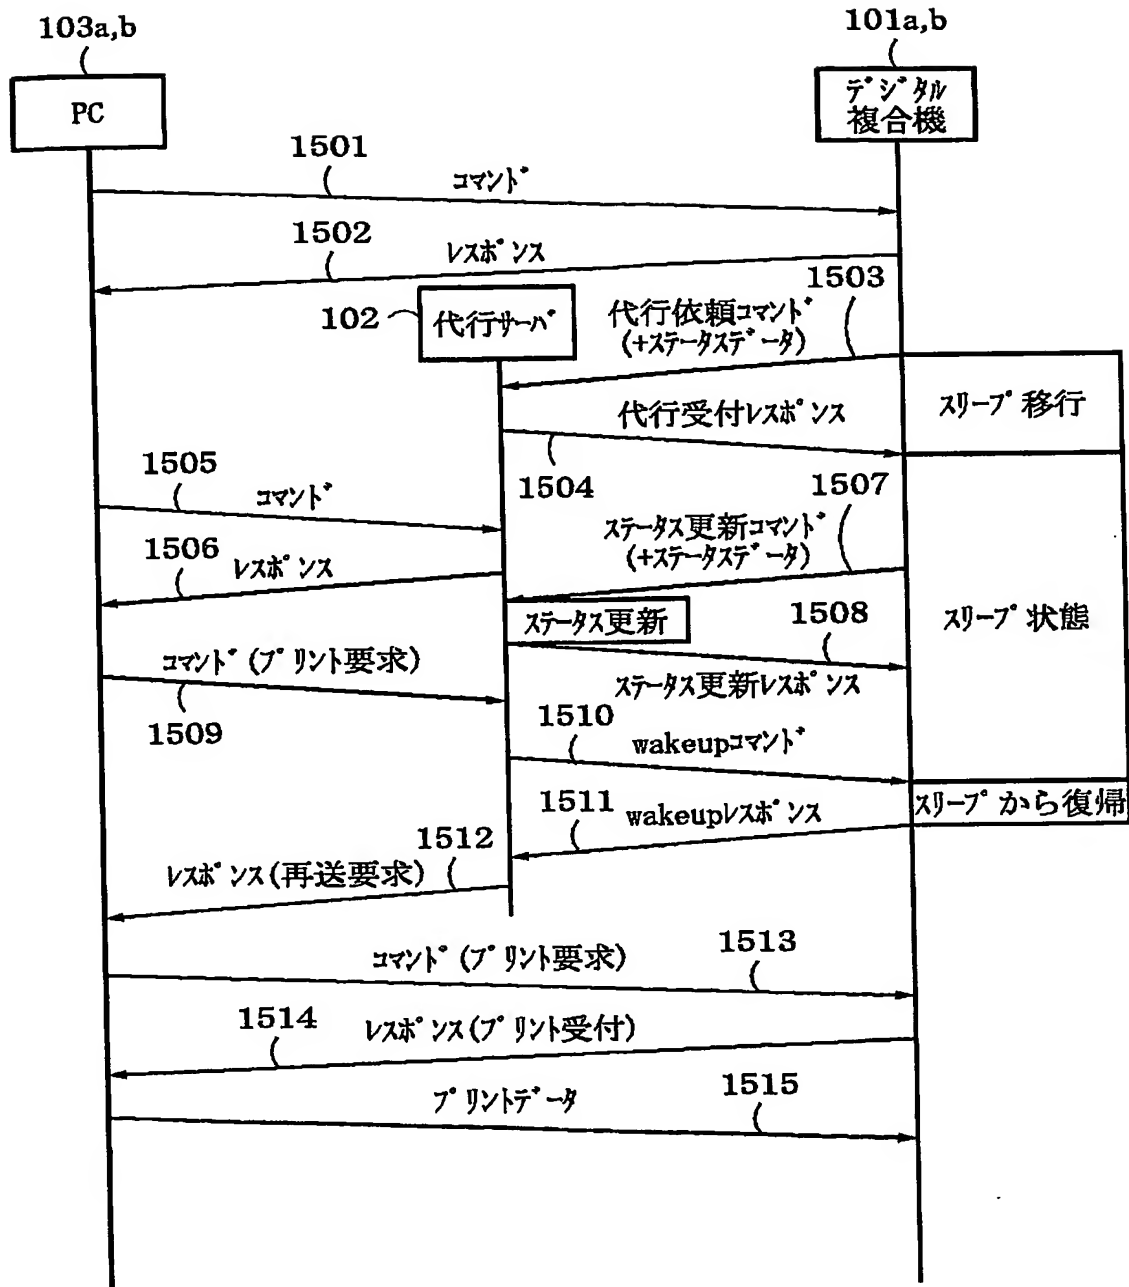 103a,b
101a,b
PC
デジタル
複合機
1501
コマンド
1502
レスポンス
1503
102
代行サーバ
代行依頼コマンド
(+ステータスデータ)
スリープ移行
代行受付レスポンス
1504
1505
コマンド
1507
ステータス更新コマンド
(+ステータスデータ)
1506
レスポンス
スリープ状態
ステータス更新
1508
ステータス更新レスポンス
コマンド(プリント要求)
1509
1510
wakeupコマンド
スリープから復帰
1511
wakeupレスポンス
1512
レスポンス(再送要求)
1513
コマンド(プリント要求)
1514
レスポンス(プリント受付)
1515
プリントデータ